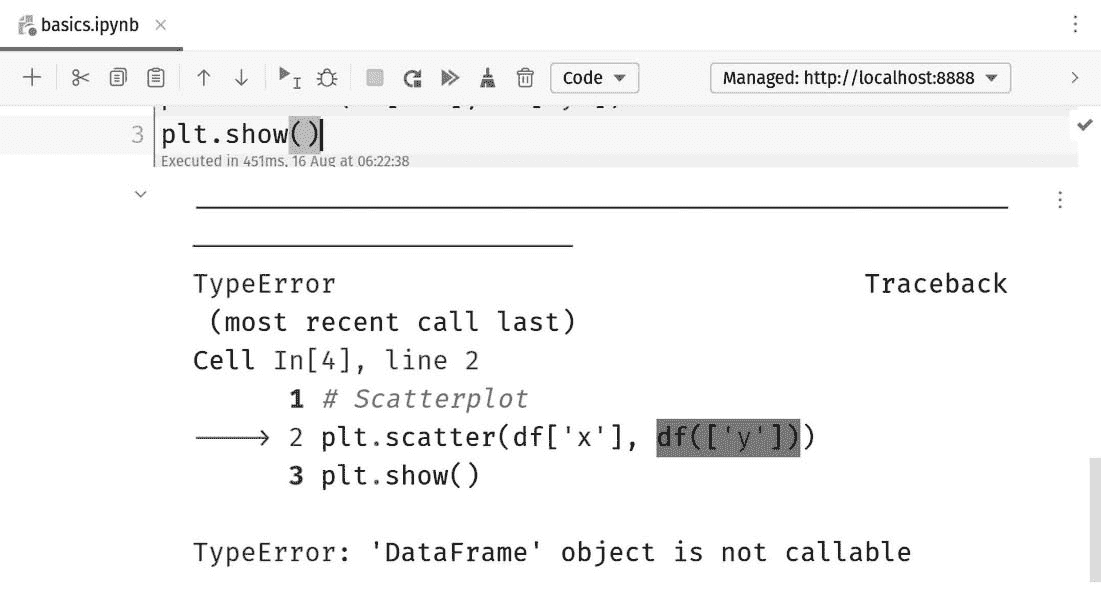 basics.ipynb
Code
Managed: http://localhost:8888
3 plt.show()
Executed in 451ms, 16 Aug at 06:22:38
TypeError Traceback
(most recent call last)
Cell In[4], line 2
1 # Scatterplot
2 plt.scatter(df['x'], df(['y']))
3 plt.show()
TypeError: 'DataFrame' object is not callable